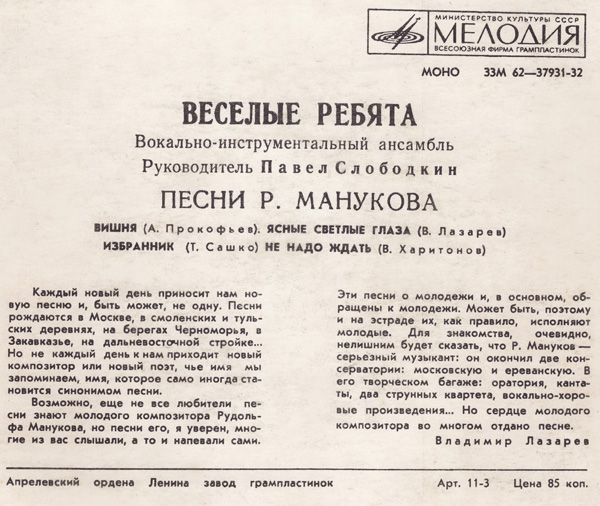 МИНИСТЕРСТВО КУЛЬТУРЫ СССР
МЕЛОДИЯ
ВСЕСОЮЗНАЯ ФИРМА ГРАМПЛАСТИНОК
МОНО 33М 62—37931-32
ВЕСЕЛЫЕ РЕБЯТА
Вокально-инструментальный ансамбль
Руководитель Павел Слободкин
ПЕСНИ Р. МАНУКОВА
ВИШНЯ (А. Прокофьев). ЯСНЫЕ СВЕТЛЫЕ ГЛАЗА (В. Лазарев)
ИЗБРАННИК (Т. Сашко) НЕ НАДО ЖДАТЬ (В. Харитонов)
Каждый новый день приносит нам но-
вую песню и, быть может, не одну. Песни
рождаются в Москве, в смоленских и туль-
ских деревнях, на берегах Черноморья, в
Закавказье, на дальневосточной стройке...
Но не каждый день к нам приходит новый
композитор или новый поэт, чье имя мы
запоминаем, имя, которое само иногда ста-
новится синонимом песни.
Возможно, еще не все любители пес-
ни знают молодого композитора Рудоль-
фа Манукова, но песни его, я уверен, мно-
гие из вас слышали, а то и напевали сами.
Эти песни о молодежи и, в основном, об-
ращены к молодежи. Может быть, поэтому
и на эстраде их, как правило, исполняют
молодые. Для знакомства, очевидно,
нелишним будет сказать, что Р. Мануков —
серьезный музыкант: он окончил две кон-
серватории: московскую и ереванскую. В
его творческом багаже: оратория, канта-
ты, два струнных квартета, вокально-хоро-
вые произведения... Но сердце молодого
композитора во многом отдано песне.
Владимир Лазарев
Апрелевский ордена Ленина завод грампластинок Арт. 11-3 Цена 85 коп.